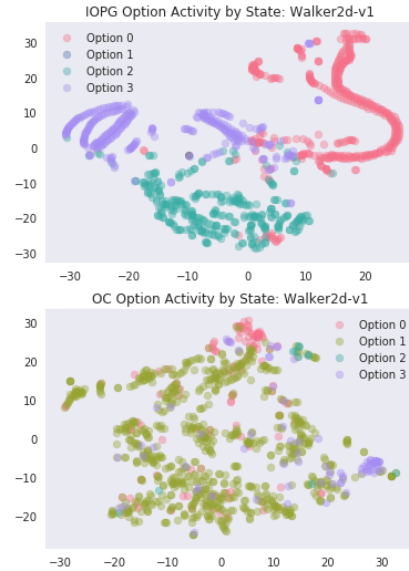 IOPG Option Activity by State: Walker2d-v1
Option 0
Option 1
Option 2
Option 3
30
20
10
0
−10
−20
−30
−30 −20 −10 0 10 20
OC Option Activity by State: Walker2d-v1
Option 0
Option 1
Option 2
Option 3
30
20
10
0
−10
−20
−30 −20 −10 0 10 20 30